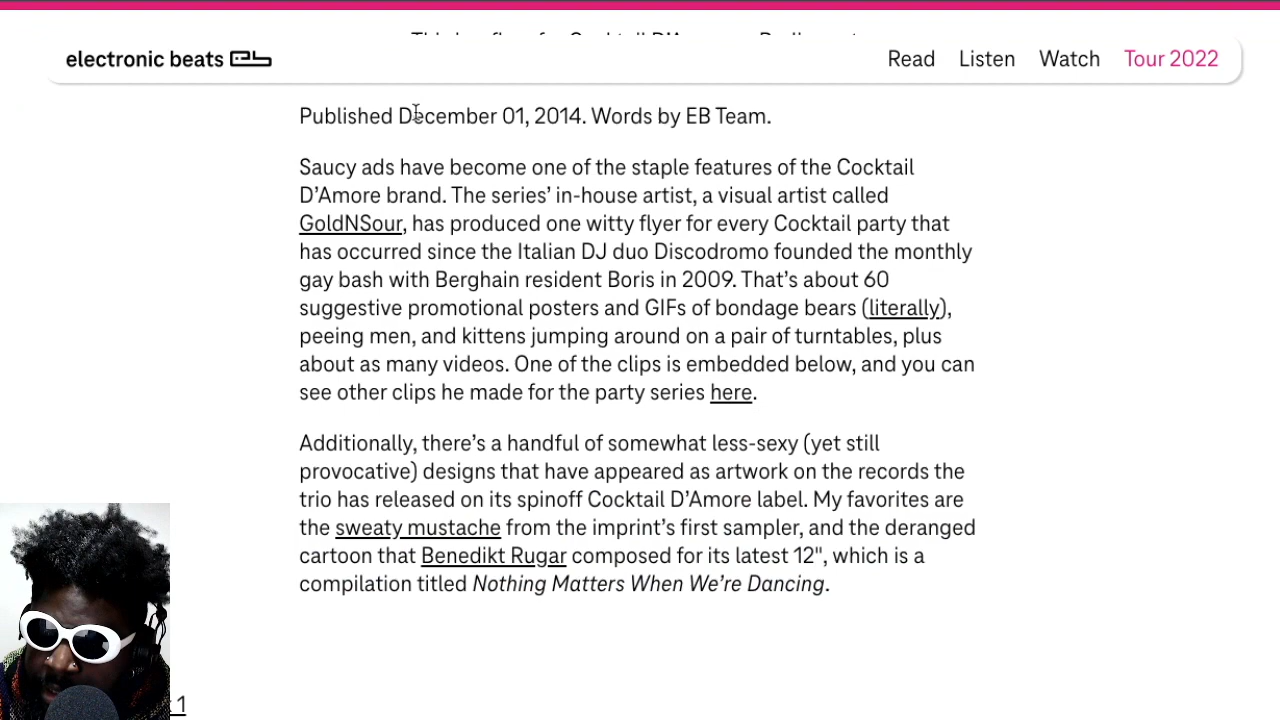 electronic beats
Read Listen Watch Tour 2022
Published December 01, 2014. Words by EB Team.
Saucy ads have become one of the staple features of the Cocktail
D’Amore brand. The series’ in-house artist, a visual artist called
GoldNSour, has produced one witty flyer for every Cocktail party that
has occurred since the Italian DJ duo Discodromo founded the monthly
gay bash with Berghain resident Boris in 2009. That’s about 60
suggestive promotional posters and GIFs of bondage bears (literally),
peeing men, and kittens jumping around on a pair of turntables, plus
about as many videos. One of the clips is embedded below, and you can
see other clips he made for the party series here.
Additionally, there’s a handful of somewhat less-sexy (yet still
provocative) designs that have appeared as artwork on the records the
trio has released on its spinoff Cocktail D’Amore label. My favorites are
the sweaty mustache from the imprint’s first sampler, and the deranged
cartoon that Benedikt Rugar composed for its latest 12", which is a
compilation titled Nothing Matters When We’re Dancing.
1